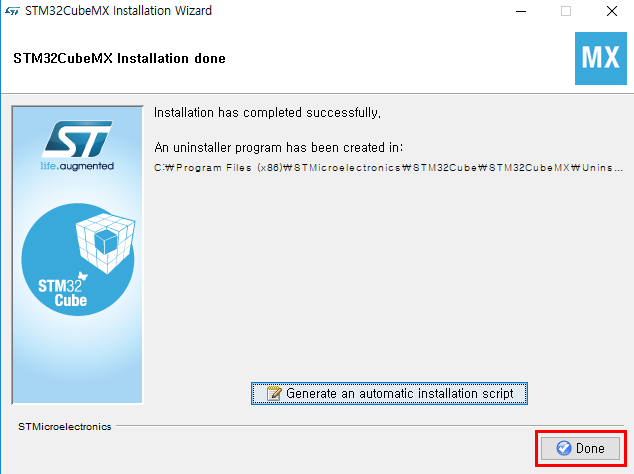 STM32CubeMX Installation Wizard
STM32CubeMX Installation done
MX
Installation has completed successfully,
An uninstaller program has been created in:
C:₩Program Files (x86)₩STMicroelectronics₩STM32Cube₩STM32CubeMX₩Unins...
ST
life.augmented
STM32
Cube
Generate an automatic installation script
STMicroelectronics
Done